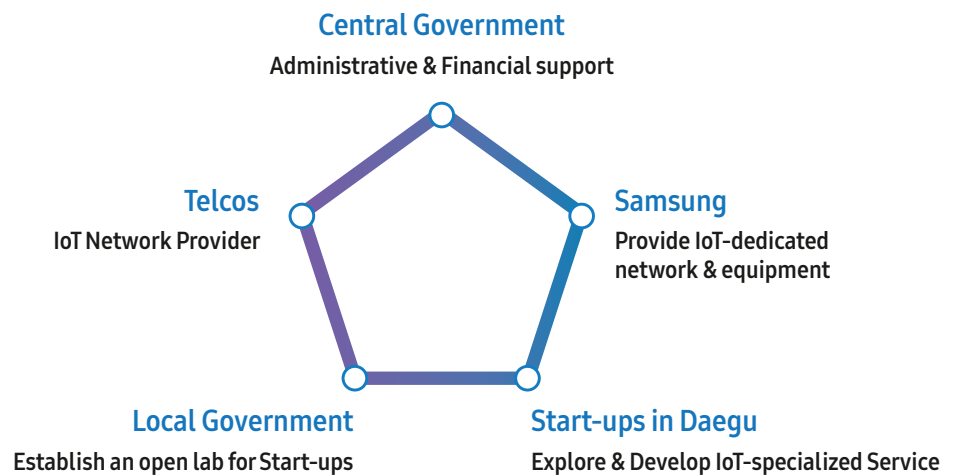 Central Government
Administrative & Financial support
Telcos
IoT Network Provider
Samsung
Provide IoT-dedicated
network & equipment
Local Government
Establish an open lab for Start-ups
Start-ups in Daegu
Explore & Develop IoT-specialized Service